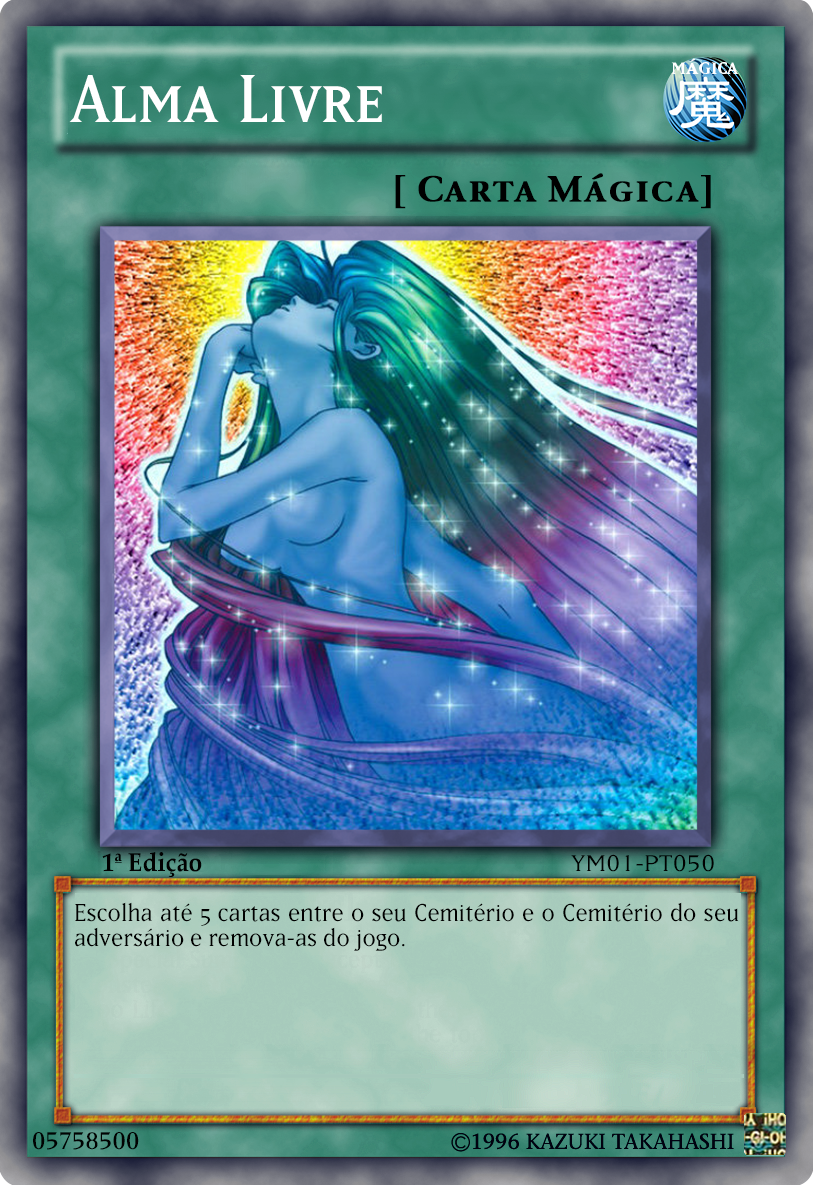 Alma Livre
MÁGICA
魔
[ Carta Mágica]
1ª Edição
YM01-PT050
Escolha até 5 cartas entre o seu Cemitério e o Cemitério do seu
adversário e remova-as do jogo.
05758500
©1996 KAZUKI TAKAHASHI